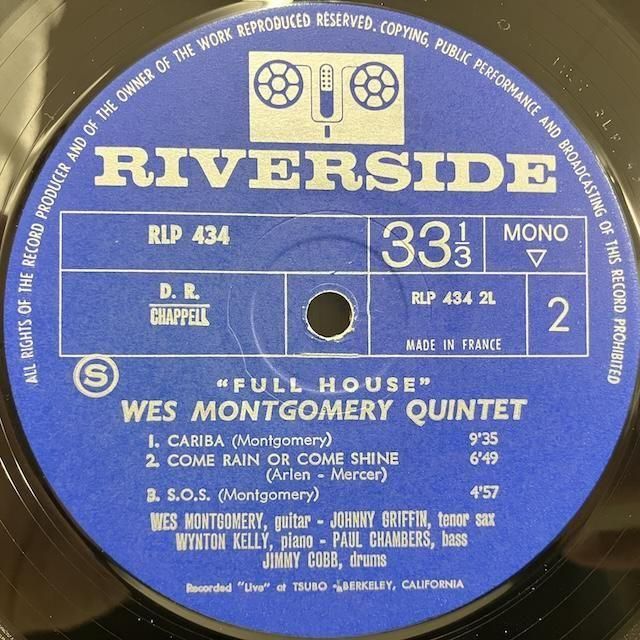 ALL RIGHTS OF THE RECORD PRODUCER AND OF THE OWNER OF THE WORK REPRODUCED RESERVED. COPYING, PUBLIC PERFORMANCE AND BROADCASTING OF THIS RECORD PROHIBITED
RIVERSIDE
RLP 434
33 1/3
MONO
▽
D. R.
CHAPPELL
RLP 434 2L
MADE IN FRANCE
2
S
"FULL HOUSE"
WES MONTGOMERY QUINTET
1. CARIBA (Montgomery) 9'35
2. COME RAIN OR COME SHINE 6'49
(Arlen - Mercer)
3. S.O.S. (Montgomery) 4'57
WES MONTGOMERY, guitar - JOHNNY GRIFFIN, tenor sax
WYNTON KELLY, piano - PAUL CHAMBERS, bass
JIMMY COBB, drums
Recorded "Live" at TSUBO - BERKELEY, CALIFORNIA